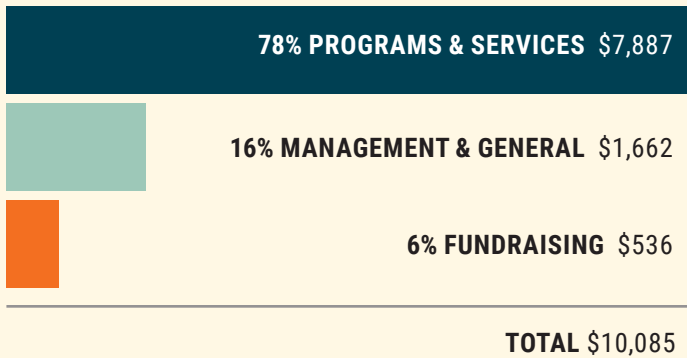 78% PROGRAMS & SERVICES $7,887
16% MANAGEMENT & GENERAL $1,662
6% FUNDRAISING $536
TOTAL $10,085